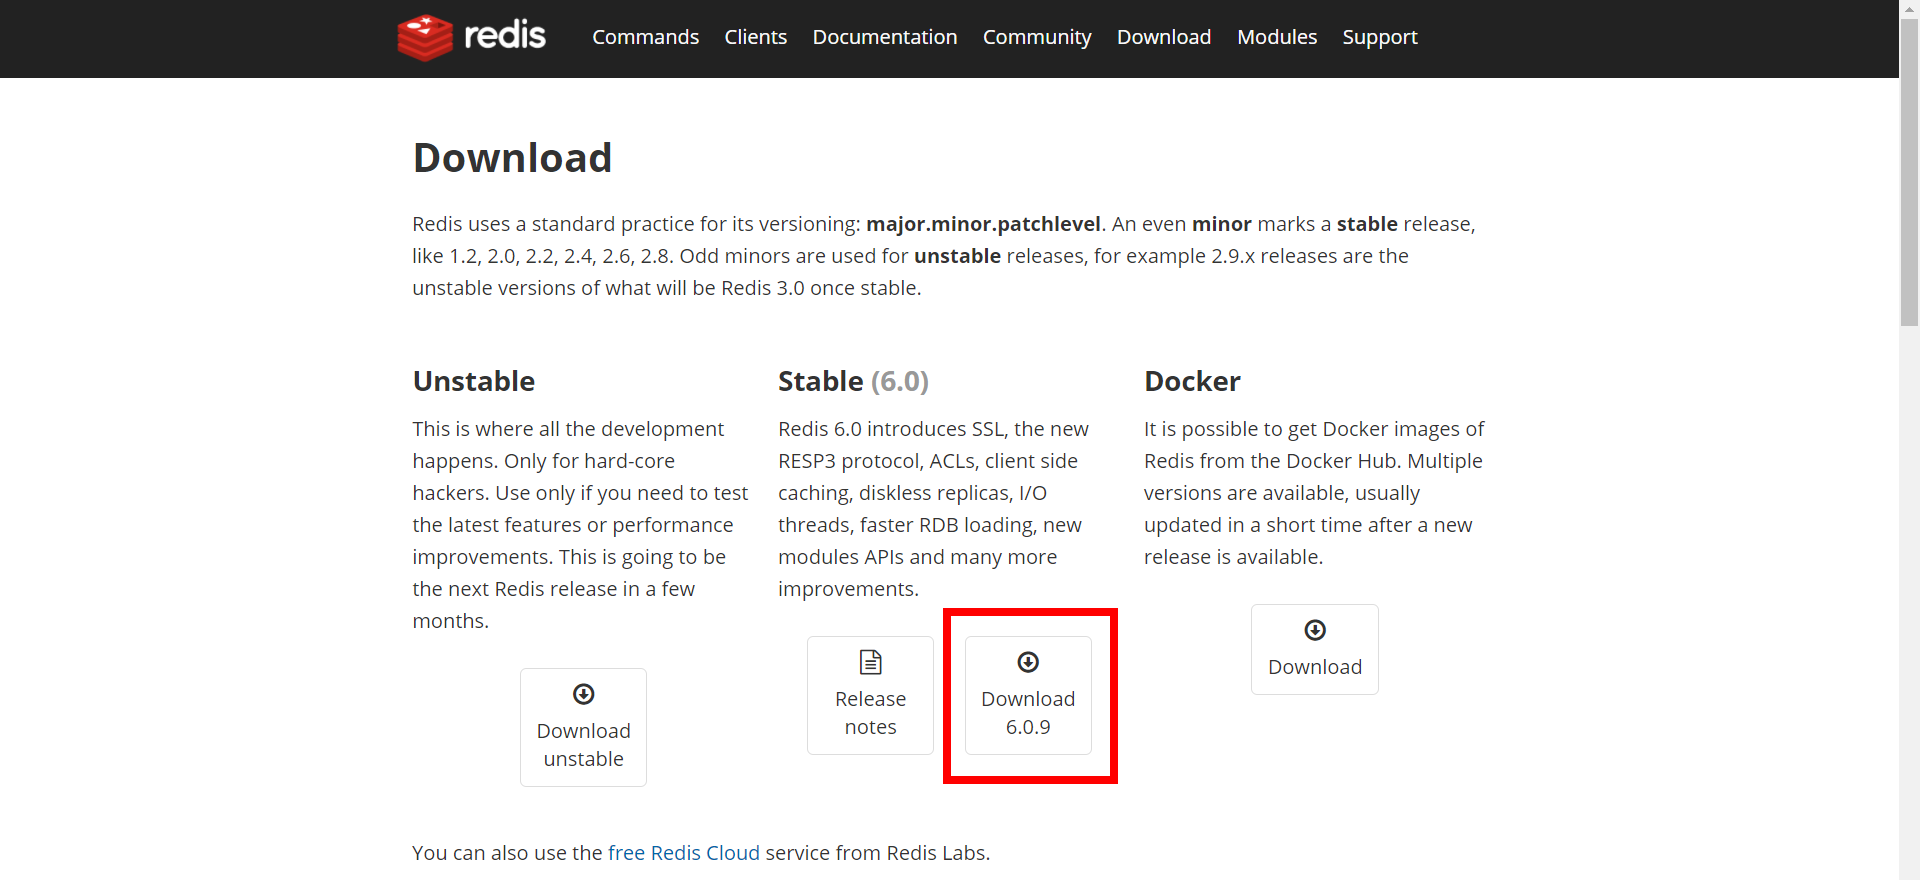 redis
Commands Clients Documentation Community Download Modules Support
Download
Redis uses a standard practice for its versioning: major.minor.patchlevel. An even minor marks a stable release,
like 1.2, 2.0, 2.2, 2.4, 2.6, 2.8. Odd minors are used for unstable releases, for example 2.9.x releases are the
unstable versions of what will be Redis 3.0 once stable.
Unstable
This is where all the development
happens. Only for hard-core
hackers. Use only if you need to test
the latest features or performance
improvements. This is going to be
the next Redis release in a few
months.
Download
unstable
Stable (6.0)
Redis 6.0 introduces SSL, the new
RESP3 protocol, ACLs, client side
caching, diskless replicas, I/O
threads, faster RDB loading, new
modules APIs and many more
improvements.
Release
notes
Download
6.0.9
Docker
It is possible to get Docker images of
Redis from the Docker Hub. Multiple
versions are available, usually
updated in a short time after a new
release is available.
Download
You can also use the free Redis Cloud service from Redis Labs.